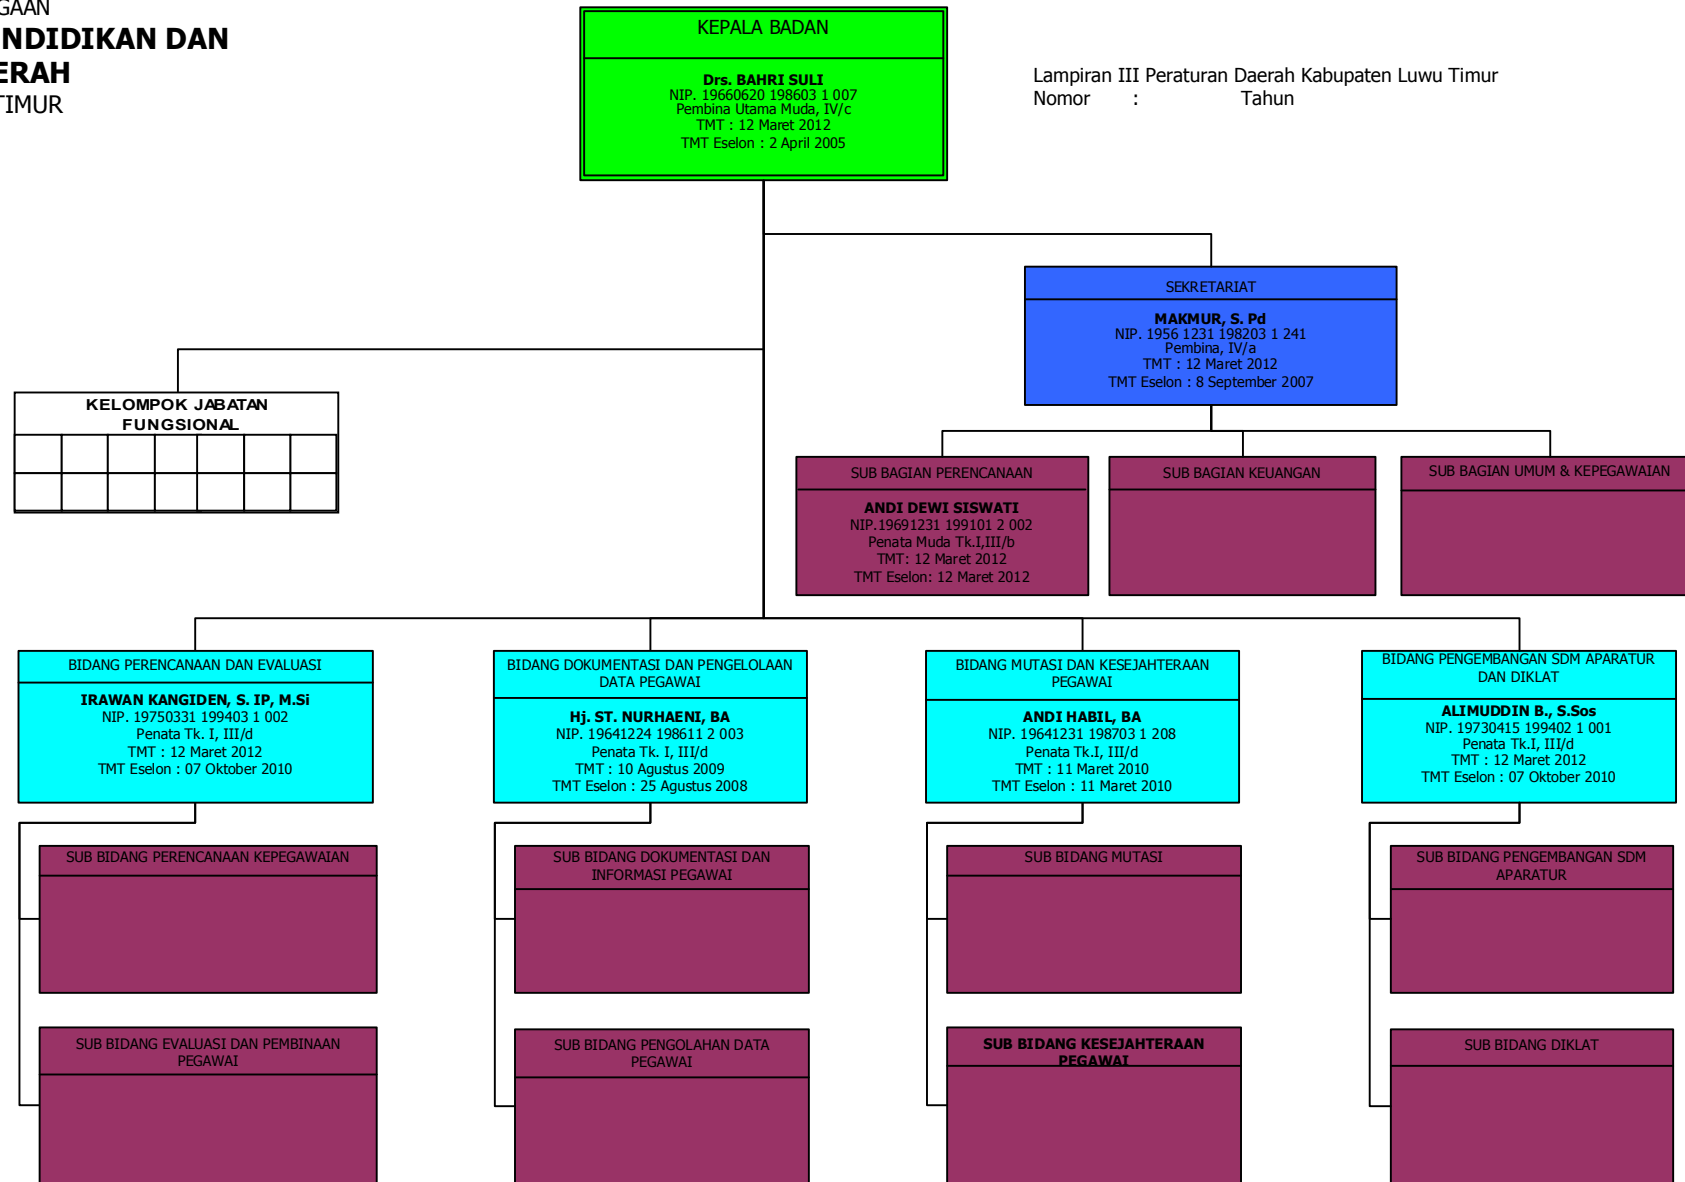 GAAN
NDIDIKAN DAN
ERAH
TIMUR
KEPALA BADAN
Drs. BAHRI SULI
NIP. 19660620 198603 1 007
Pembina Utama Muda, IV/c
TMT : 12 Maret 2012
TMT Eselon : 2 April 2005
Lampiran III Peraturan Daerah Kabupaten Luwu Timur
Nomor : Tahun
SEKRETARIAT
MAKMUR, S. Pd
NIP. 1956 1231 198203 1 241
Pembina, IV/a
TMT : 12 Maret 2012
TMT Eselon : 8 September 2007
KELOMPOK JABATAN
FUNGSIONAL
SUB BAGIAN PERENCANAAN
ANDI DEWI SISWATI
NIP.19691231 199101 2 002
Penata Muda Tk.I,III/b
TMT: 12 Maret 2012
TMT Eselon: 12 Maret 2012
SUB BAGIAN KEUANGAN
SUB BAGIAN UMUM & KEPEGAWAIAN
BIDANG PERENCANAAN DAN EVALUASI
IRAWAN KANGIDEN, S. IP, M.Si
NIP. 19750331 199403 1 002
Penata Tk. I, III/d
TMT : 12 Maret 2012
TMT Eselon : 07 Oktober 2010
BIDANG DOKUMENTASI DAN PENGELOLAAN
DATA PEGAWAI
Hj. ST. NURHAENI, BA
NIP. 19641224 198611 2 003
Penata Tk. I, III/d
TMT : 10 Agustus 2009
TMT Eselon : 25 Agustus 2008
BIDANG MUTASI DAN KESEJAHTERAAN
PEGAWAI
ANDI HABIL, BA
NIP. 19641231 198703 1 208
Penata Tk.I, III/d
TMT : 11 Maret 2010
TMT Eselon : 11 Maret 2010
BIDANG PENGEMBANGAN SDM APARATUR
DAN DIKLAT
ALIMUDDIN B., S.Sos
NIP. 19730415 199402 1 001
Penata Tk.I, III/d
TMT : 12 Maret 2012
TMT Eselon : 07 Oktober 2010
SUB BIDANG PERENCANAAN KEPEGAWAIAN
SUB BIDANG DOKUMENTASI DAN
INFORMASI PEGAWAI
SUB BIDANG MUTASI
SUB BIDANG PENGEMBANGAN SDM
APARATUR
SUB BIDANG EVALUASI DAN PEMBINAAN
PEGAWAI
SUB BIDANG PENGOLAHAN DATA
PEGAWAI
SUB BIDANG KESEJAHTERAAN
PEGAWAI
SUB BIDANG DIKLAT